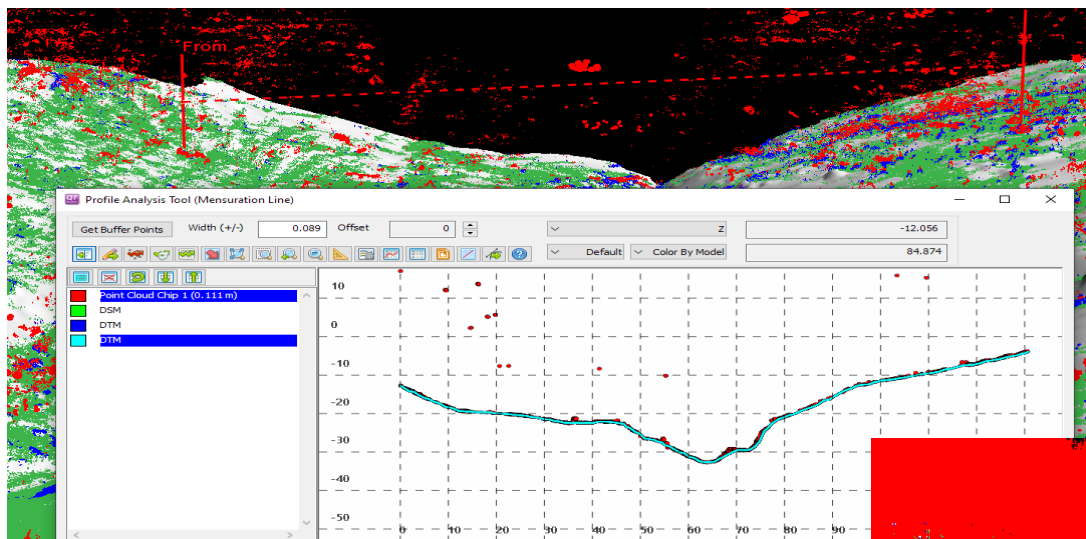 From
QT Profile Analysis Tool (Mensuration Line)
Get Buffer Points Width (+/-) 0.089 Offset 0 Z -12.056
Default Color By Model 84.874
Point Cloud Chip 1 (0.111 m)
DSM
DTM
DTM
10
0
-10
-20
-30
-40
-50
0 10 20 30 40 50 60 70 80 90